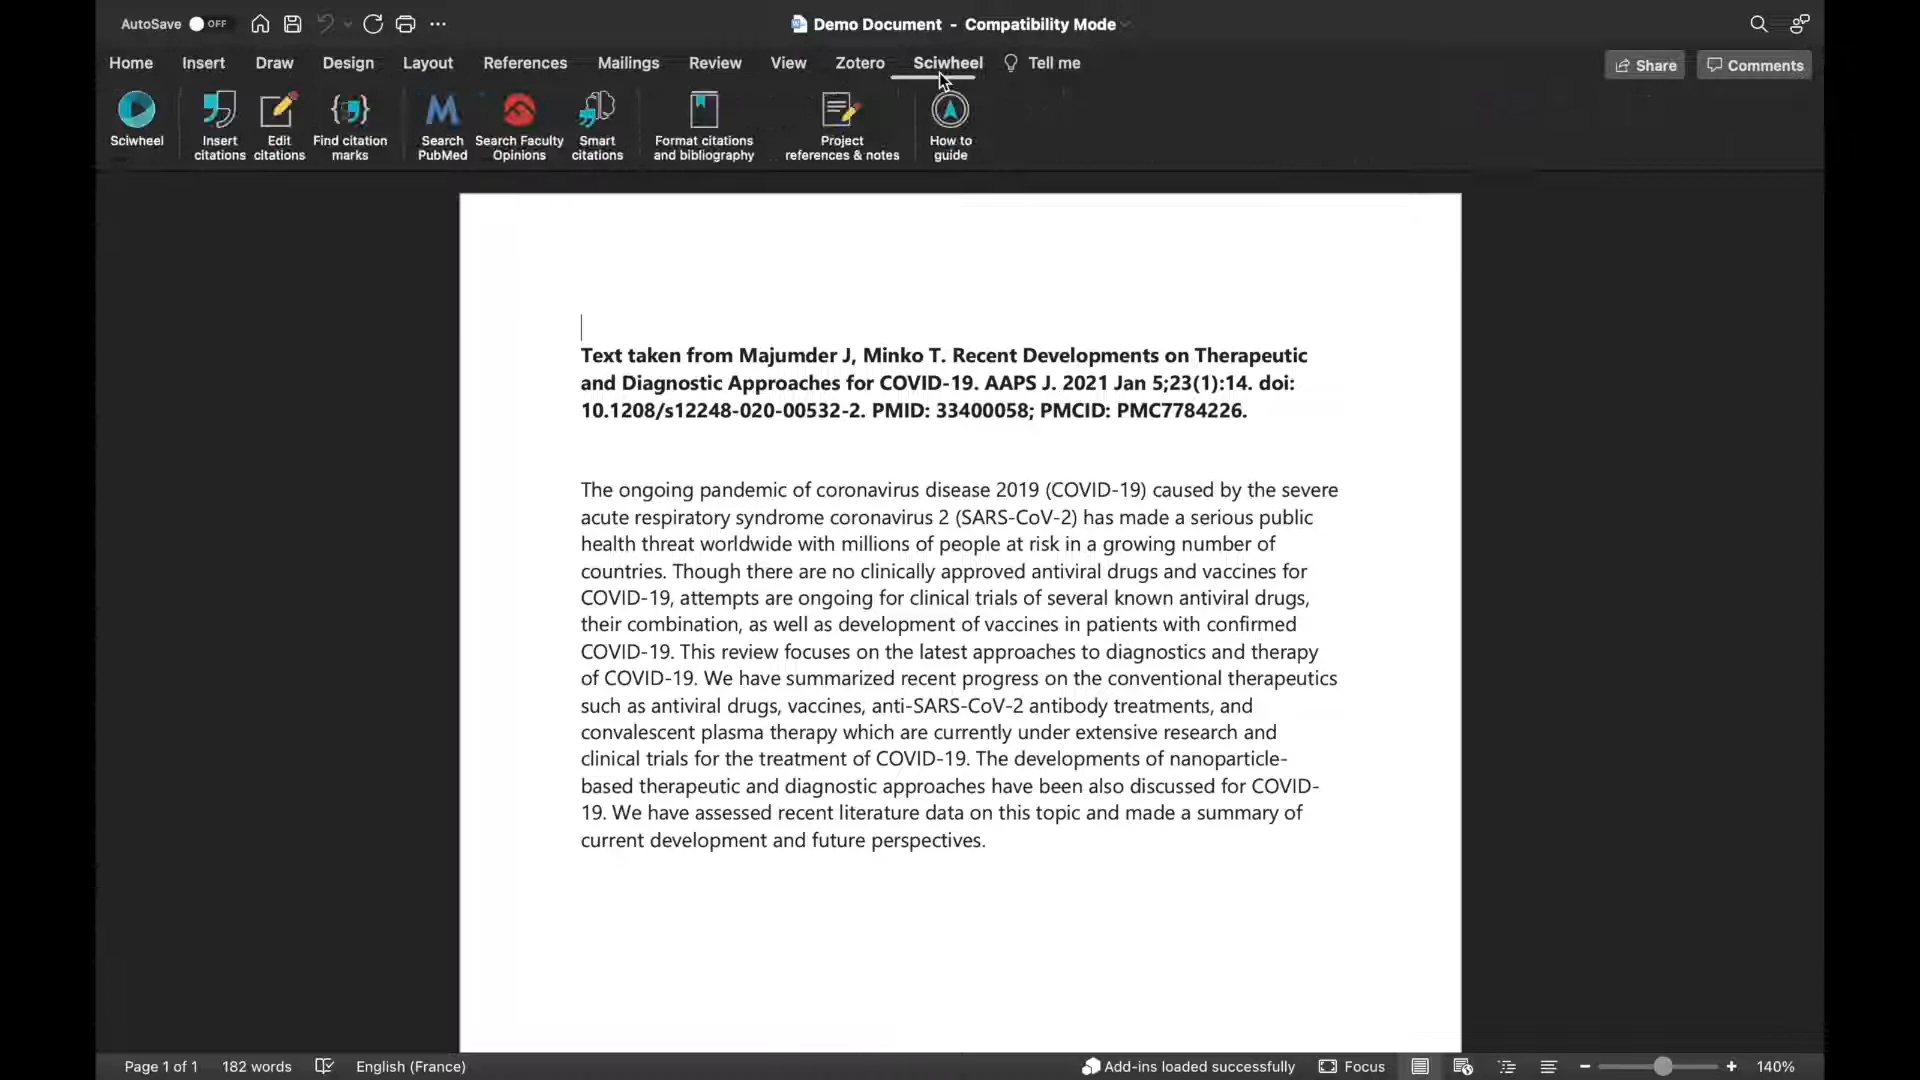 AutoSave OFF
Demo Document - Compatibility Mode
Home Insert Draw Design Layout References Mailings Review View Zotero Sciwheel Tell me
Share Comments
Sciwheel
Insert citations
Edit citations
Find citation marks
Search PubMed
Search Faculty Opinions
Smart citations
Format citations and bibliography
Project references & notes
How to guide
Text taken from Majumder J, Minko T. Recent Developments on Therapeutic
and Diagnostic Approaches for COVID-19. AAPS J. 2021 Jan 5;23(1):14. doi:
10.1208/s12248-020-00532-2. PMID: 33400058; PMCID: PMC7784226.
The ongoing pandemic of coronavirus disease 2019 (COVID-19) caused by the severe
acute respiratory syndrome coronavirus 2 (SARS-CoV-2) has made a serious public
health threat worldwide with millions of people at risk in a growing number of
countries. Though there are no clinically approved antiviral drugs and vaccines for
COVID-19, attempts are ongoing for clinical trials of several known antiviral drugs,
their combination, as well as development of vaccines in patients with confirmed
COVID-19. This review focuses on the latest approaches to diagnostics and therapy
of COVID-19. We have summarized recent progress on the conventional therapeutics
such as antiviral drugs, vaccines, anti-SARS-CoV-2 antibody treatments, and
convalescent plasma therapy which are currently under extensive research and
clinical trials for the treatment of COVID-19. The developments of nanoparticle-
based therapeutic and diagnostic approaches have been also discussed for COVID-
19. We have assessed recent literature data on this topic and made a summary of
current development and future perspectives.
Page 1 of 1 182 words English (France) Add-ins loaded successfully Focus 140%